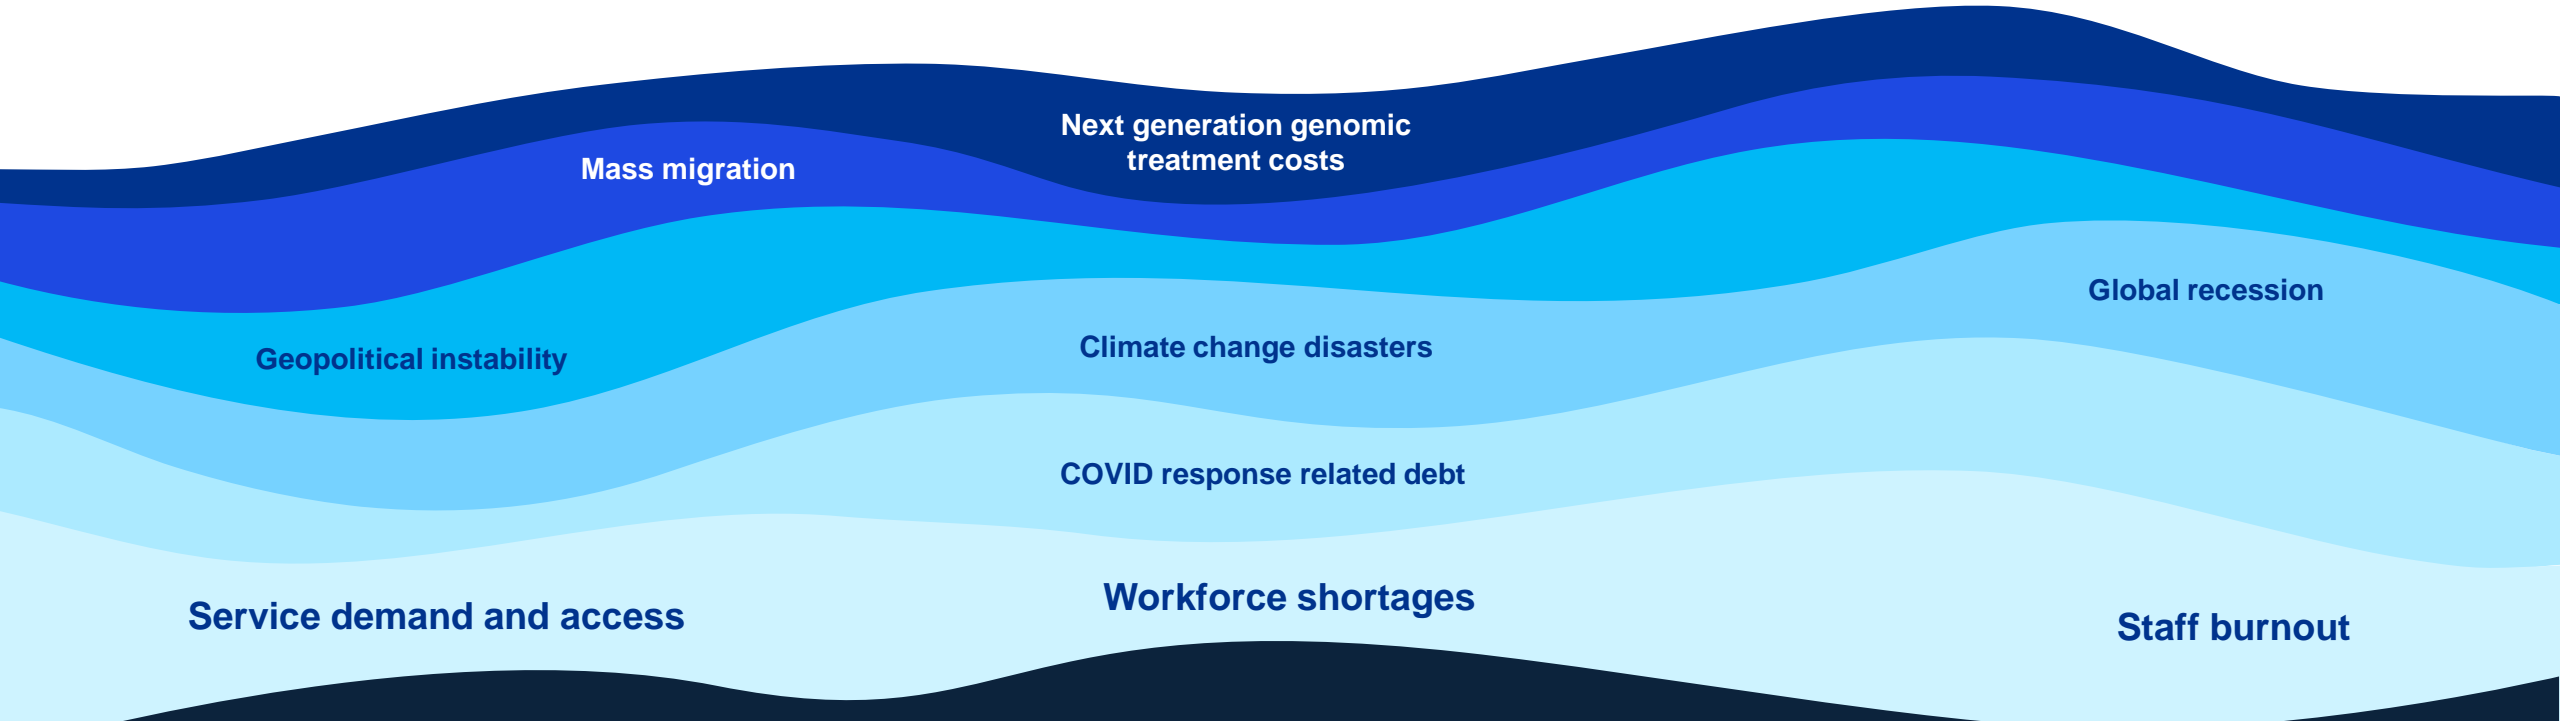 Next generation genomic
treatment costs
Mass migration
Global recession
Climate change disasters
Geopolitical instability
COVID response related debt
Workforce shortages
Service demand and access
Staff burnout